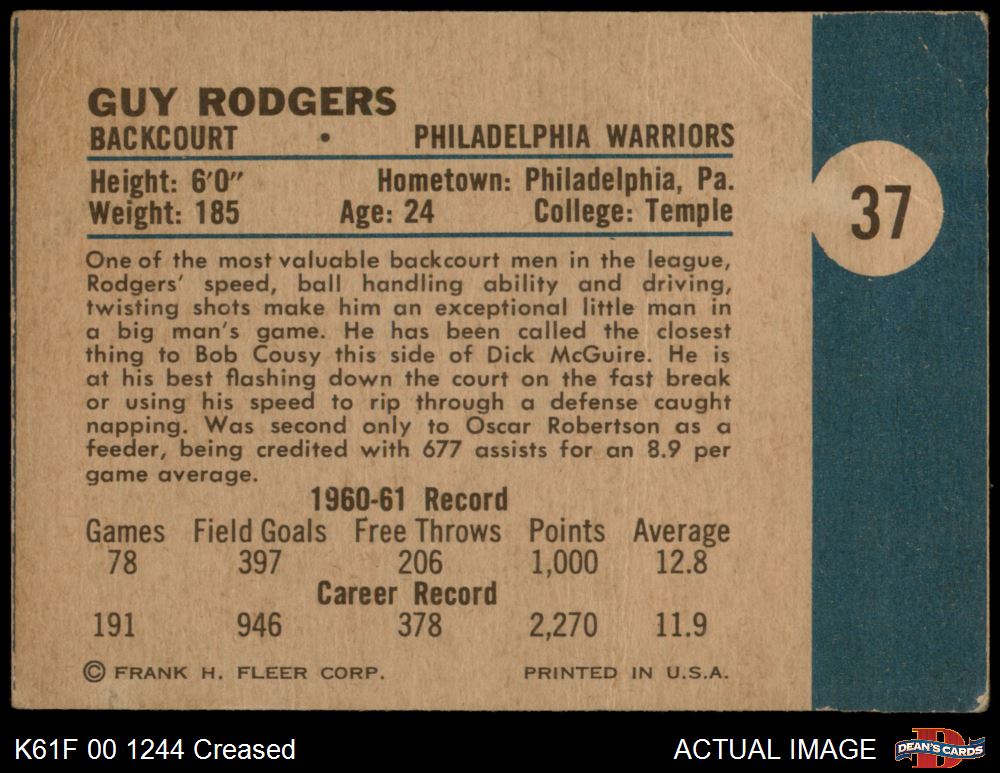 GUY RODGERS
BACKCOURT • PHILADELPHIA WARRIORS
Height: 6'0" Hometown: Philadelphia, Pa.
Weight: 185 Age: 24 College: Temple
37
One of the most valuable backcourt men in the league,
Rodgers' speed, ball handling ability and driving,
twisting shots make him an exceptional little man in
a big man's game. He has been called the closest
thing to Bob Cousy this side of Dick McGuire. He is
at his best flashing down the court on the fast break
or using his speed to rip through a defense caught
napping. Was second only to Oscar Robertson as a
feeder, being credited with 677 assists for an 8.9 per
game average.
1960-61 Record
Games Field Goals Free Throws Points Average
78 397 206 1,000 12.8
Career Record
191 946 378 2,270 11.9
© FRANK H. FLEER CORP. PRINTED IN U.S.A.
K61F 00 1244 Creased ACTUAL IMAGE D DEAN'S CARDS